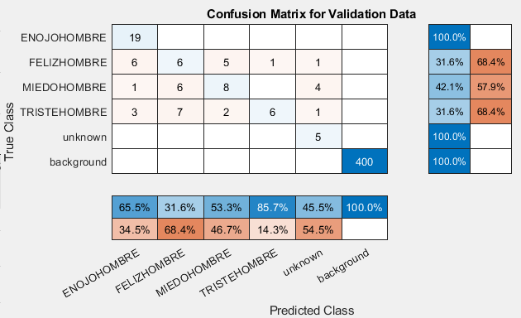 Confusion Matrix for Validation Data
True Class
ENOJOHOMBRE 19 100.0%
FELIZHOMBRE 6 6 5 1 1 31.6% 68.4%
MIEDOHOMBRE 1 6 8 4 42.1% 57.9%
TRISTEHOMBRE 3 7 2 6 1 31.6% 68.4%
unknown 5 100.0%
background 400 100.0%
65.5% 31.6% 53.3% 85.7% 45.5% 100.0%
34.5% 68.4% 46.7% 14.3% 54.5%
ENOJOHOMBRE FELIZHOMBRE MIEDOHOMBRE TRISTEHOMBRE unknown background
Predicted Class